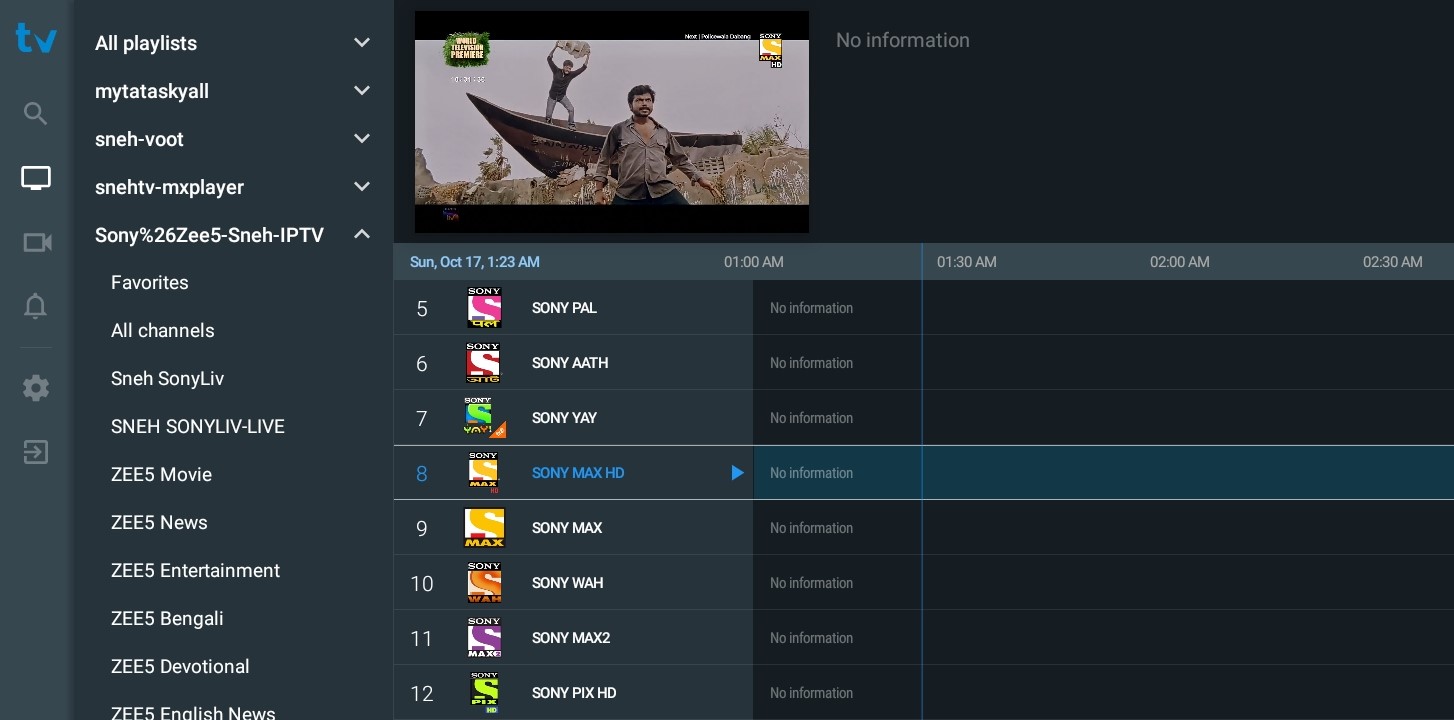 tv
All playlists
mytataskyall
sneh-voot
snehtv-mxplayer
Sony%26Zee5-Sneh-IPTV
Favorites
All channels
Sneh SonyLiv
SNEH SONYLIV-LIVE
ZEE5 Movie
ZEE5 News
ZEE5 Entertainment
ZEE5 Bengali
ZEE5 Devotional
ZEE5 English News
WORLD
TELEVISION
PREMIERE
Next | Policewala Dabang
SONY
MAX
HD
No information
Sun, Oct 17, 1:23 AM 01:00 AM 01:30 AM 02:00 AM 02:30 AM
5 SONY पल SONY PAL No information
6 SONY আট SONY AATH No information
7 SONY YAY! SONY YAY No information
8 SONY MAX HD SONY MAX HD No information
9 MAX SONY MAX No information
10 SONY WAH SONY WAH No information
11 SONY MAX2 SONY MAX2 No information
12 SONY PIX HD SONY PIX HD No information